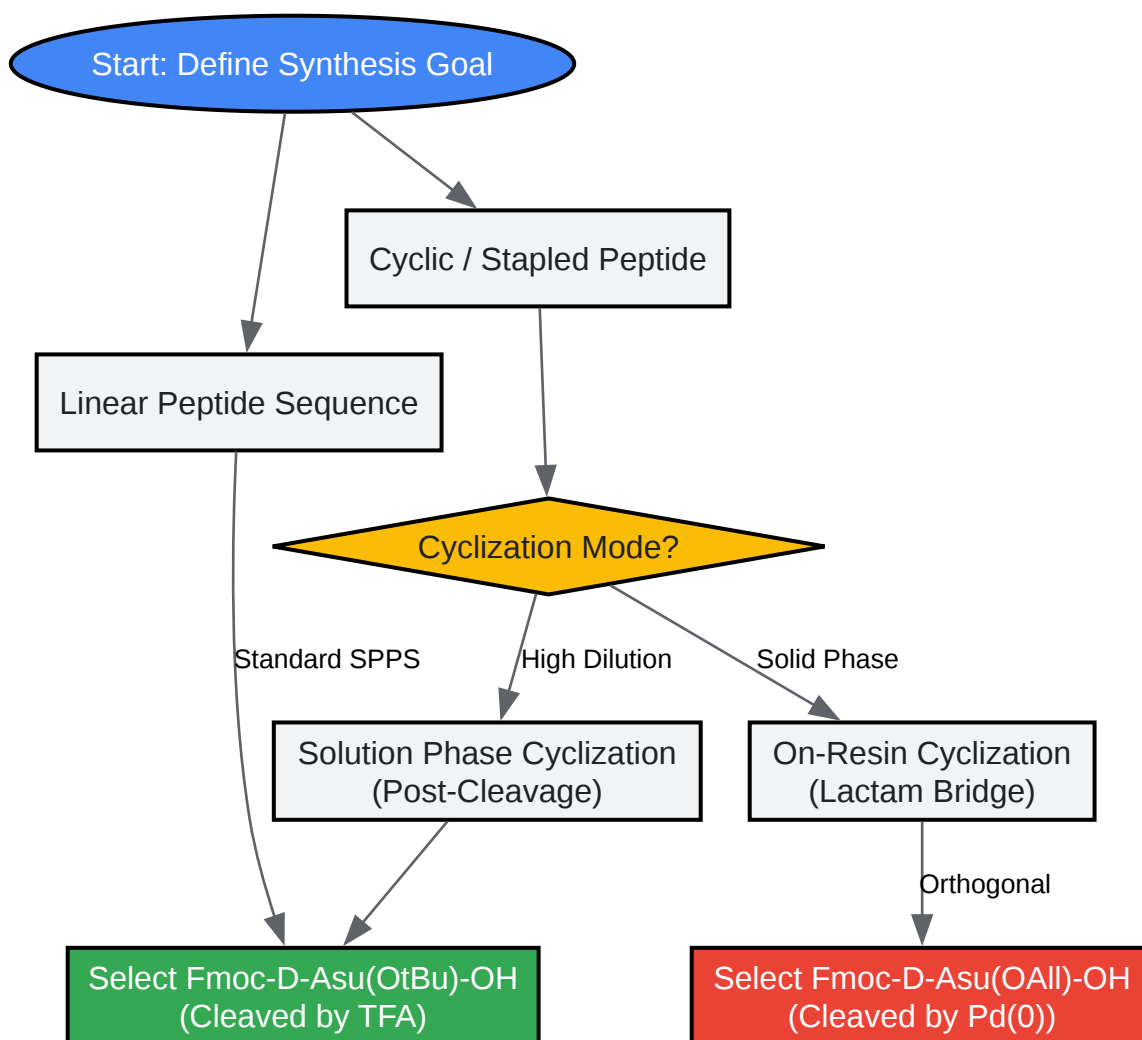 Start: Define Synthesis Goal
Cyclic / Stapled Peptide
Linear Peptide Sequence
Cyclization Mode?
Standard SPPS
High Dilution
Solid Phase
Solution Phase Cyclization
(Post-Cleavage)
On-Resin Cyclization
(Lactam Bridge)
Orthogonal
Select Fmoc-D-Asu(OtBu)-OH
(Cleaved by TFA)
Select Fmoc-D-Asu(OAll)-OH
(Cleaved by Pd(0))